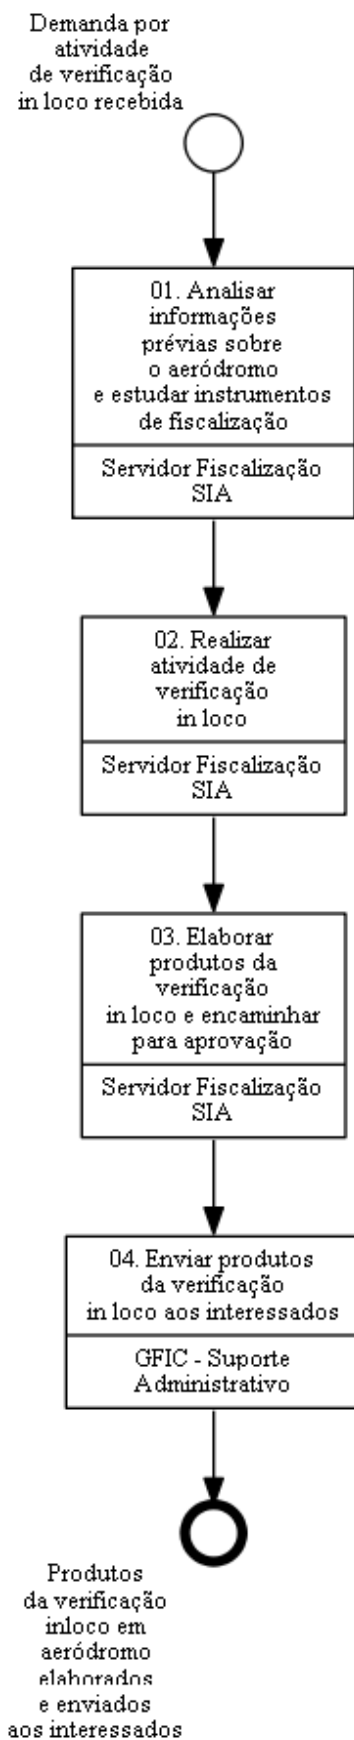 Demanda por
atividade
de verificação
in loco recebida
01. Analisar
informações
prévias sobre
o aeródromo
e estudar instrumentos
de fiscalização
Servidor Fiscalização
SIA
02. Realizar
atividade de
verificação
in loco
Servidor Fiscalização
SIA
03. Elaborar
produtos da
verificação
in loco e encaminhar
para aprovação
Servidor Fiscalização
SIA
04. Enviar produtos
da verificação
in loco aos interessados
GFIC - Suporte
Administrativo
Produtos
da verificação
inloco em
aeródromo
elaborados
e enviados
aos interessados